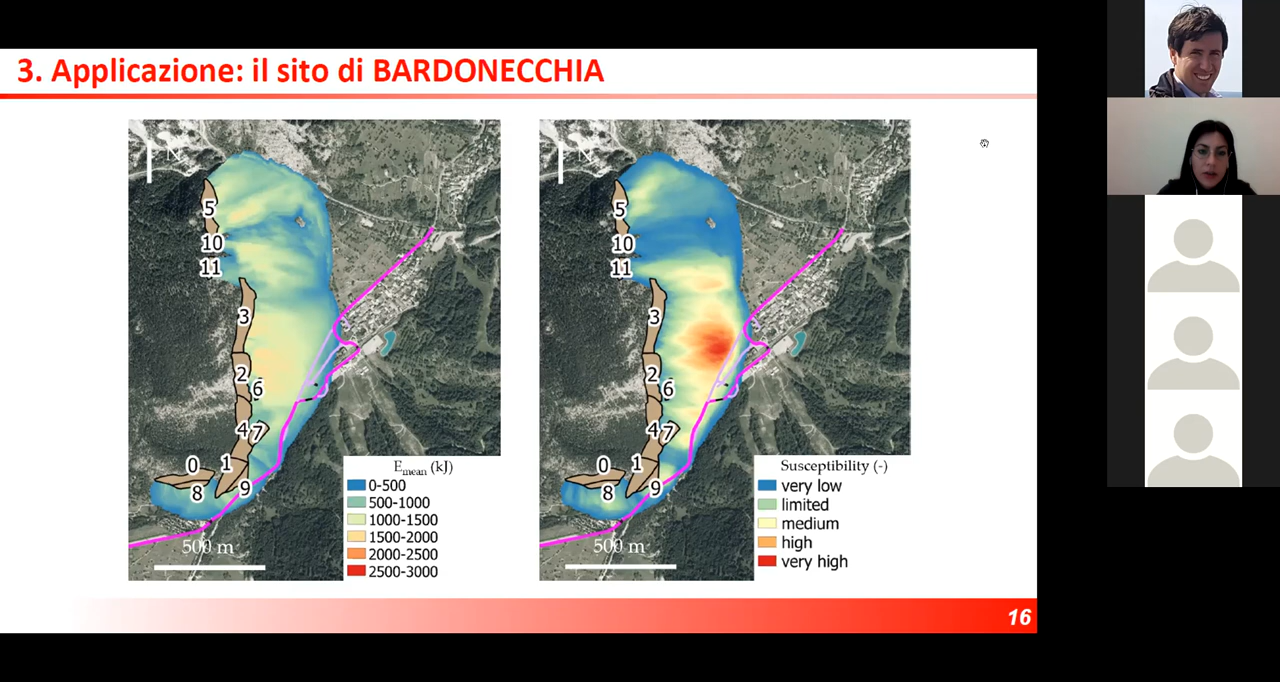 3. Applicazione: il sito di BARDONECCHIA
N
5
10
11
3
2
6
4
7
0
1
8
9
500 m
E mean (kJ)
0-500
500-1000
1000-1500
1500-2000
2000-2500
2500-3000
N
5
10
11
3
2
6
4
7
0
1
8
9
500 m
Susceptibility (-)
very low
limited
medium
high
very high
16